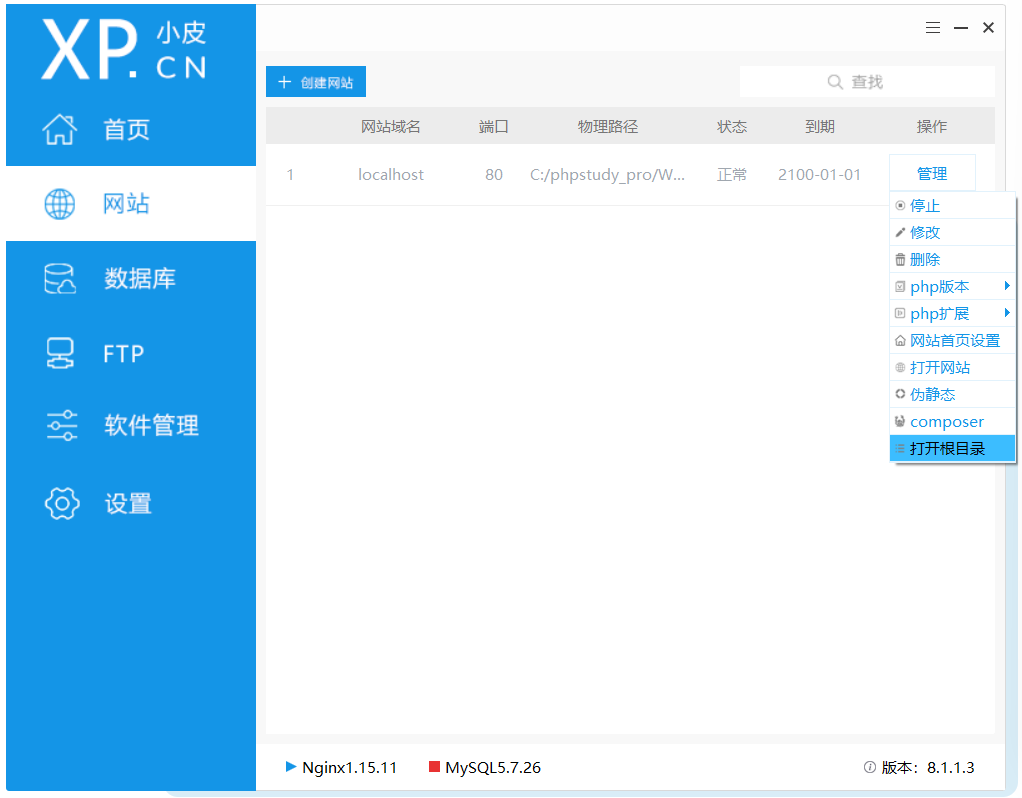 XP. 小皮 CN
首页
网站
数据库
FTP
软件管理
设置
创建网站
查找
网站域名 端口 物理路径 状态 到期 操作
1 localhost 80 C:/phpstudy_pro/W... 正常 2100-01-01 管理
停止
修改
删除
php版本
php扩展
网站首页设置
打开网站
伪静态
composer
打开根目录
Nginx1.15.11 MySQL5.7.26 版本：8.1.1.3